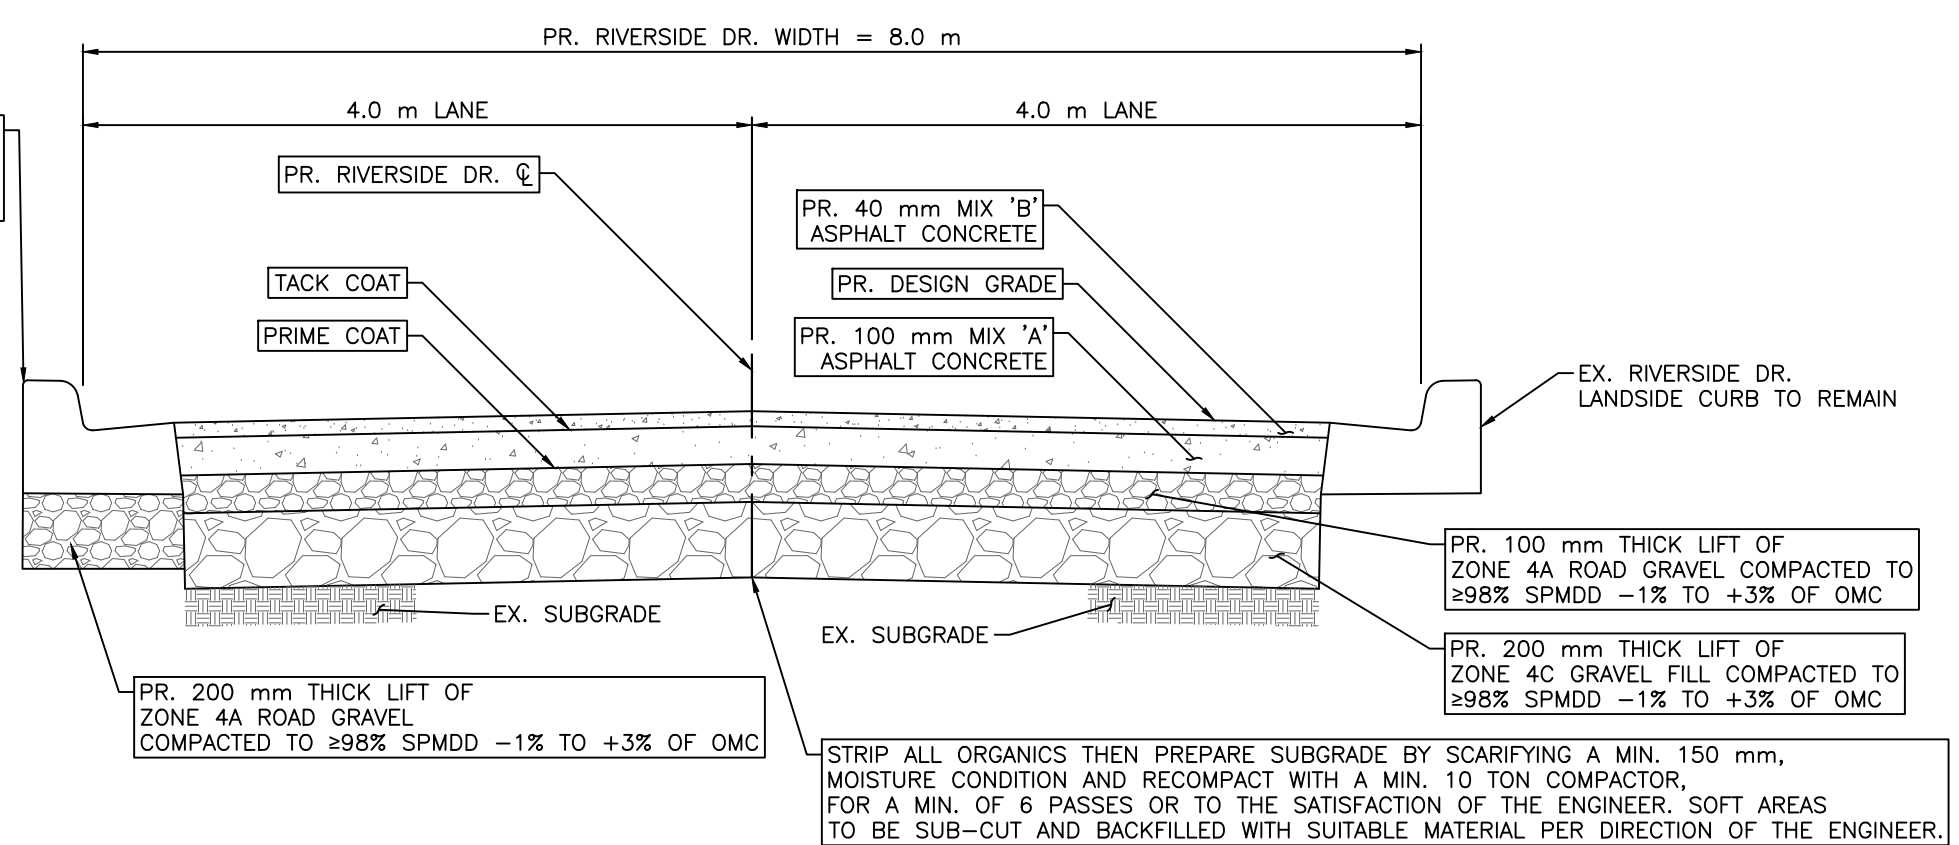 PR. RIVERSIDE DR. WIDTH = 8.0 m
4.0 m LANE
4.0 m LANE
PR. RIVERSIDE DR. ℄
PR. 40 mm MIX 'B'
ASPHALT CONCRETE
TACK COAT
PR. DESIGN GRADE
PRIME COAT
PR. 100 mm MIX 'A'
ASPHALT CONCRETE
EX. RIVERSIDE DR.
LANDSIDE CURB TO REMAIN
PR. 100 mm THICK LIFT OF
ZONE 4A ROAD GRAVEL COMPACTED TO
≥98% SPMDD -1% TO +3% OF OMC
EX. SUBGRADE
EX. SUBGRADE
PR. 200 mm THICK LIFT OF
ZONE 4C GRAVEL FILL COMPACTED TO
≥98% SPMDD -1% TO +3% OF OMC
PR. 200 mm THICK LIFT OF
ZONE 4A ROAD GRAVEL
COMPACTED TO ≥98% SPMDD -1% TO +3% OF OMC
STRIP ALL ORGANICS THEN PREPARE SUBGRADE BY SCARIFYING A MIN. 150 mm,
MOISTURE CONDITION AND RECOMPACT WITH A MIN. 10 TON COMPACTOR,
FOR A MIN. OF 6 PASSES OR TO THE SATISFACTION OF THE ENGINEER. SOFT AREAS
TO BE SUB-CUT AND BACKFILLED WITH SUITABLE MATERIAL PER DIRECTION OF THE ENGINEER.